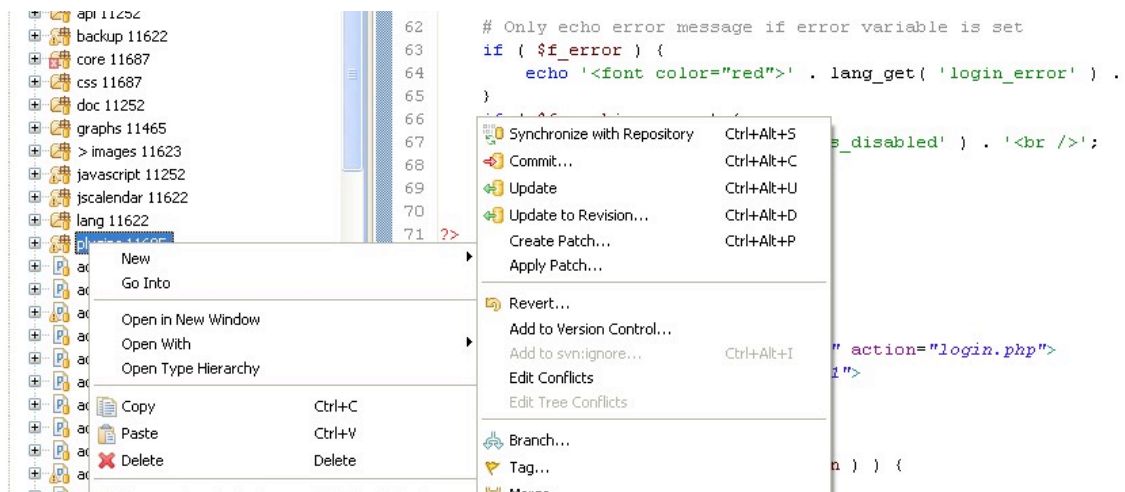 api 11252
backup 11622
core 11687
css 11687
doc 11252
graphs 11465
> images 11623
javascript 11252
jscalendar 11622
lang 11622
plugins 11685
62 # Only echo error message if error variable is set
63 if ( $f_error ) {
64 echo '<font color="red">' . lang_get( 'login_error' ) .
65 }
66
67 s_disabled' ) . '<br />';
68
69
70
71 ?>
" action="login.php">
1">
n ) ) {
New
Go Into
Open in New Window
Open With
Open Type Hierarchy
Copy Ctrl+C
Paste Ctrl+V
Delete Delete
Synchronize with Repository Ctrl+Alt+S
Commit... Ctrl+Alt+C
Update Ctrl+Alt+U
Update to Revision... Ctrl+Alt+D
Create Patch... Ctrl+Alt+P
Apply Patch...
Revert...
Add to Version Control...
Add to svn:ignore... Ctrl+Alt+I
Edit Conflicts
Edit Tree Conflicts
Branch...
Tag...